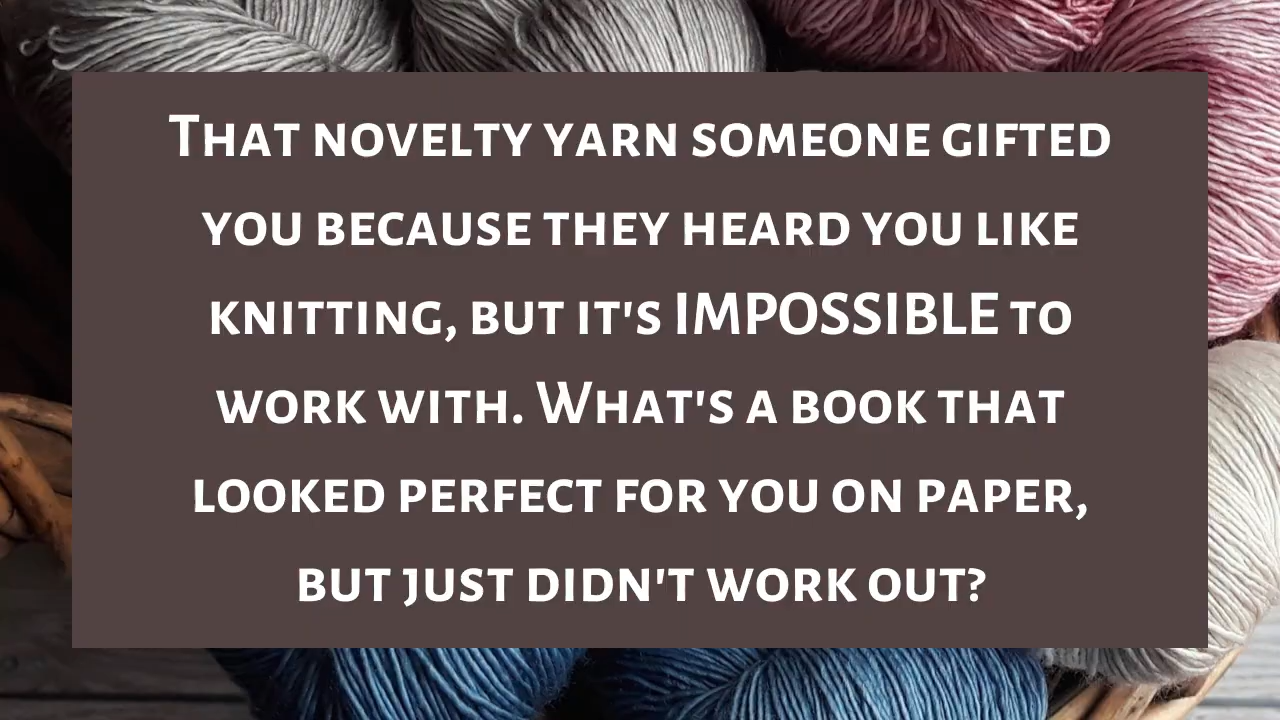 That novelty yarn someone gifted
you because they heard you like
knitting, but it's IMPOSSIBLE to
work with. What's a book that
looked perfect for you on paper,
but just didn't work out?